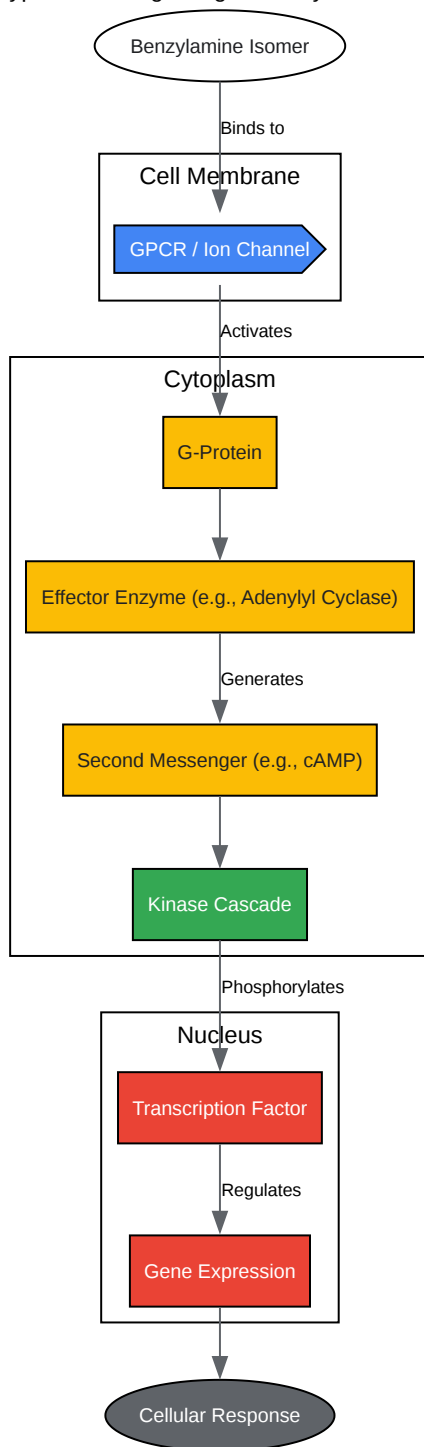 Benzylamine Isomer
Binds to
Cell Membrane
GPCR / Ion Channel
Activates
Cytoplasm
G-Protein
Effector Enzyme (e.g., Adenylyl Cyclase)
Generates
Second Messenger (e.g., cAMP)
Kinase Cascade
Phosphorylates
Nucleus
Transcription Factor
Regulates
Gene Expression
Cellular Response